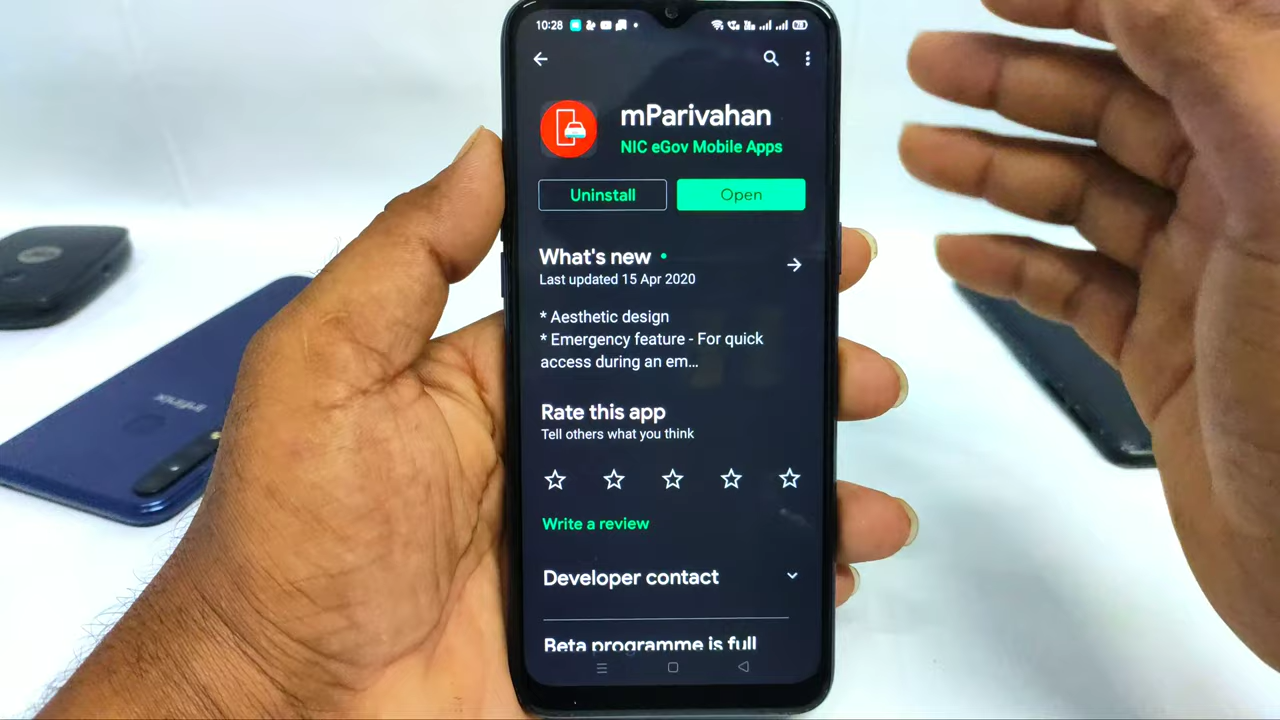 10:28
mParivahan
NIC eGov Mobile Apps
Uninstall
Open
What's new
Last updated 15 Apr 2020
* Aesthetic design
* Emergency feature - For quick
access during an em...
Rate this app
Tell others what you think
Write a review
Developer contact
Beta programme is full
Infinix